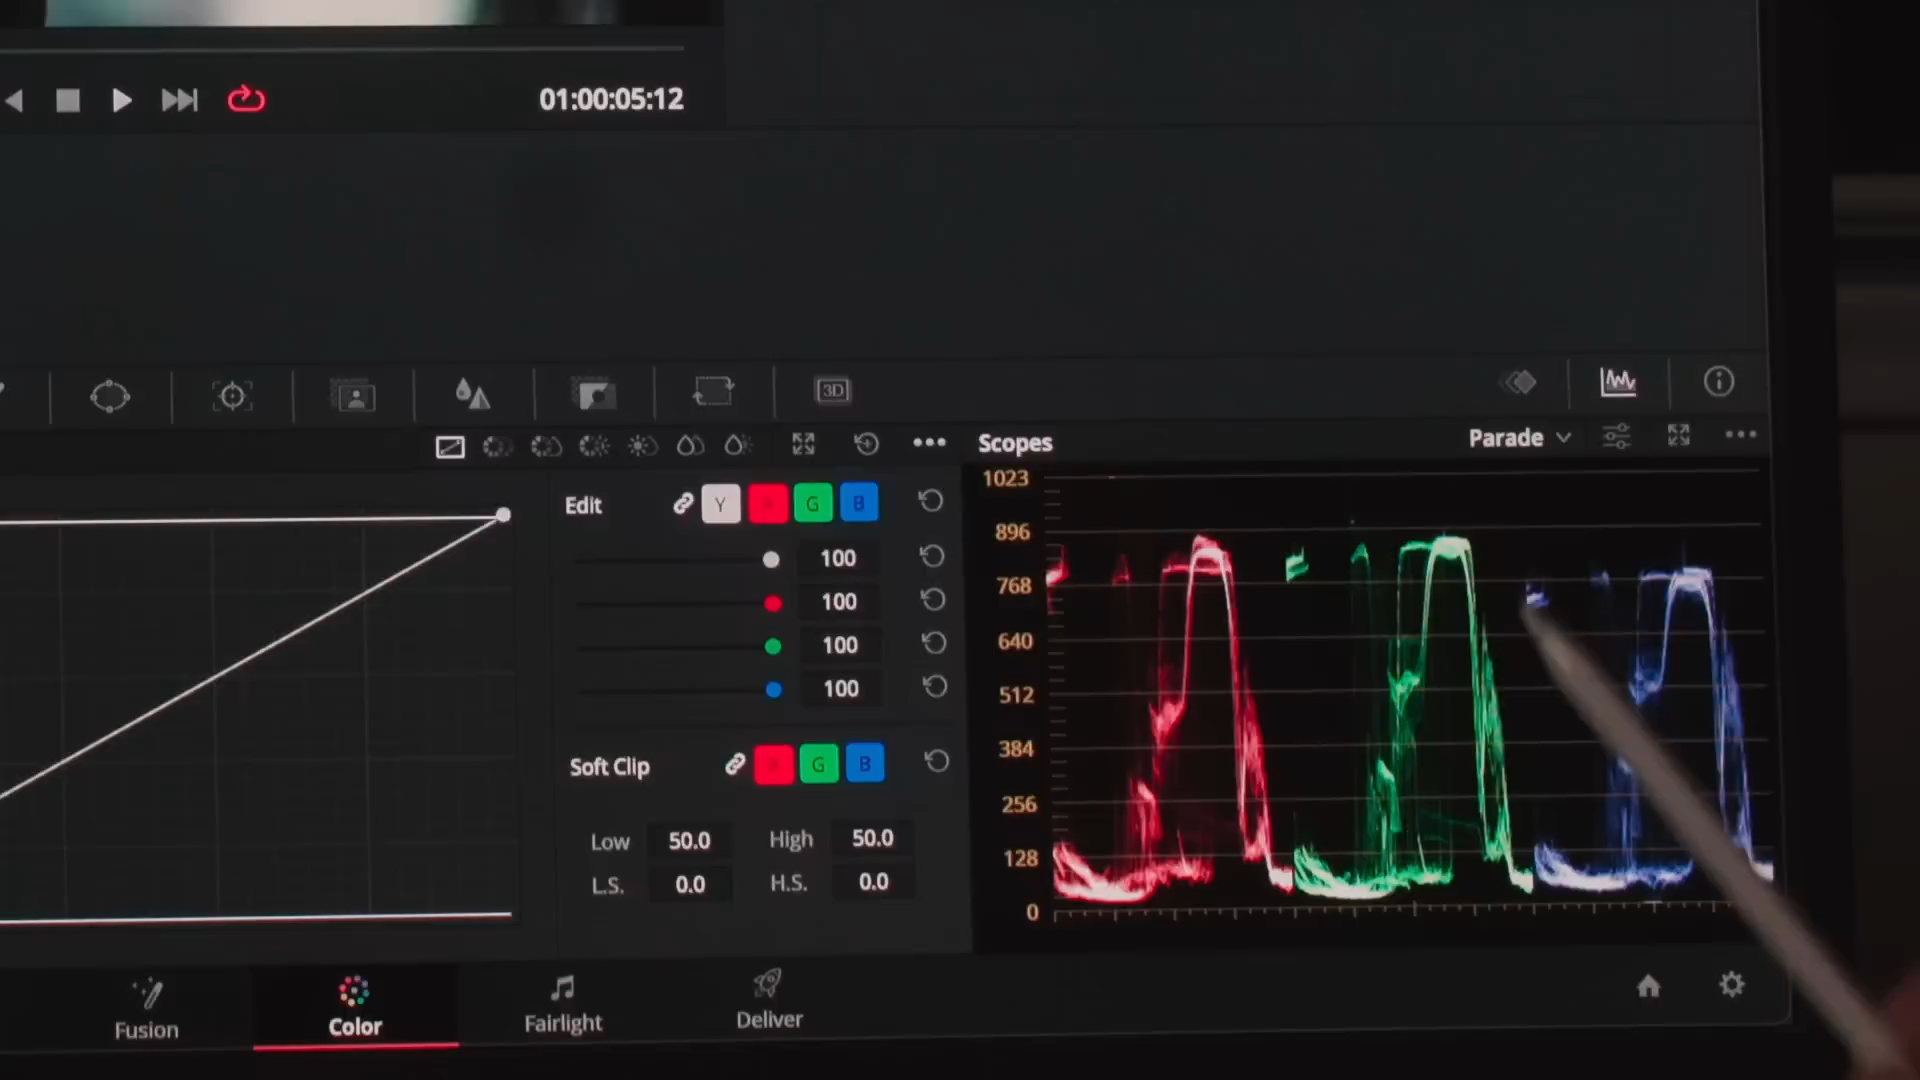 01:00:05:12
3D
Scopes
Parade
Edit
Y
G
B
100
100
100
100
Soft Clip
G
B
Low 50.0 High 50.0
L.S. 0.0 H.S. 0.0
1023
896
768
640
512
384
256
128
0
Fusion
Color
Fairlight
Deliver